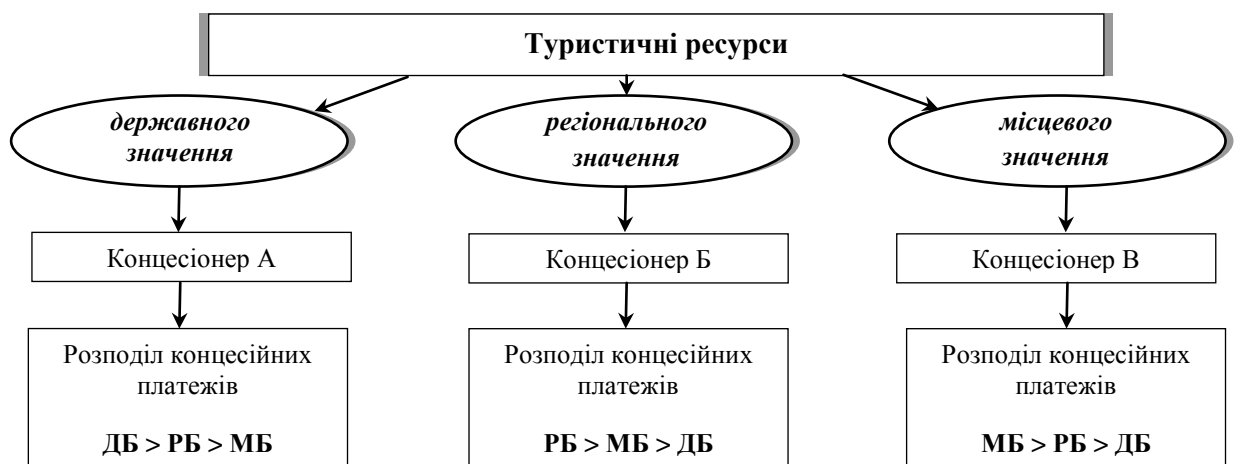 Туристичні ресурси
державного
значення
регіонального
значення
місцевого
значення
Концесіонер А
Концесіонер Б
Концесіонер В
Розподіл концесійних
платежів
ДБ > РБ > МБ
Розподіл концесійних
платежів
РБ > МБ > ДБ
Розподіл концесійних
платежів
МБ > РБ > ДБ